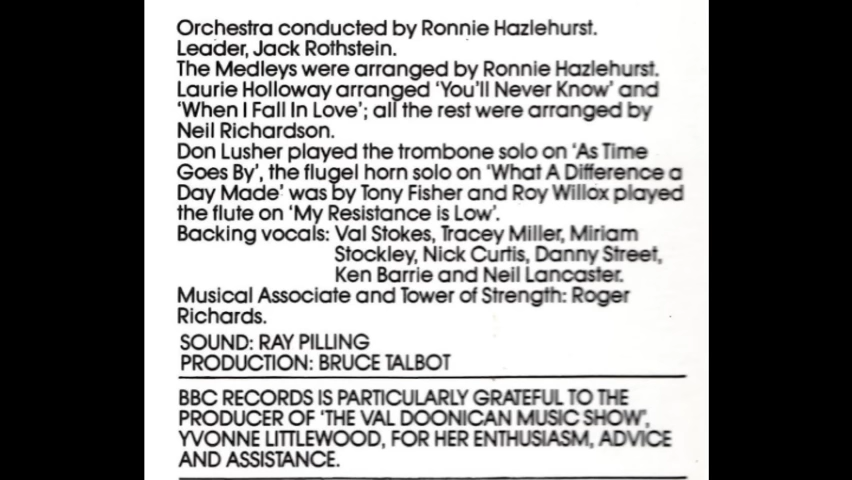 Orchestra conducted by Ronnie Hazlehurst.
Leader, Jack Rothstein.
The Medleys were arranged by Ronnie Hazlehurst.
Laurie Holloway arranged ‘You’ll Never Know’ and
‘When I Fall In Love’; all the rest were arranged by
Neil Richardson.
Don Lusher played the trombone solo on ‘As Time
Goes By’, the flugel horn solo on ‘What A Difference a
Day Made’ was by Tony Fisher and Roy Willox played
the flute on ‘My Resistance is Low’.
Backing vocals: Val Stokes, Tracey Miller, Miriam
Stockley, Nick Curtis, Danny Street,
Ken Barrie and Neil Lancaster.
Musical Associate and Tower of Strength: Roger
Richards.
SOUND: RAY PILLING
PRODUCTION: BRUCE TALBOT
BBC RECORDS IS PARTICULARLY GRATEFUL TO THE
PRODUCER OF ‘THE VAL DOONICAN MUSIC SHOW’,
YVONNE LITTLEWOOD, FOR HER ENTHUSIASM, ADVICE
AND ASSISTANCE.